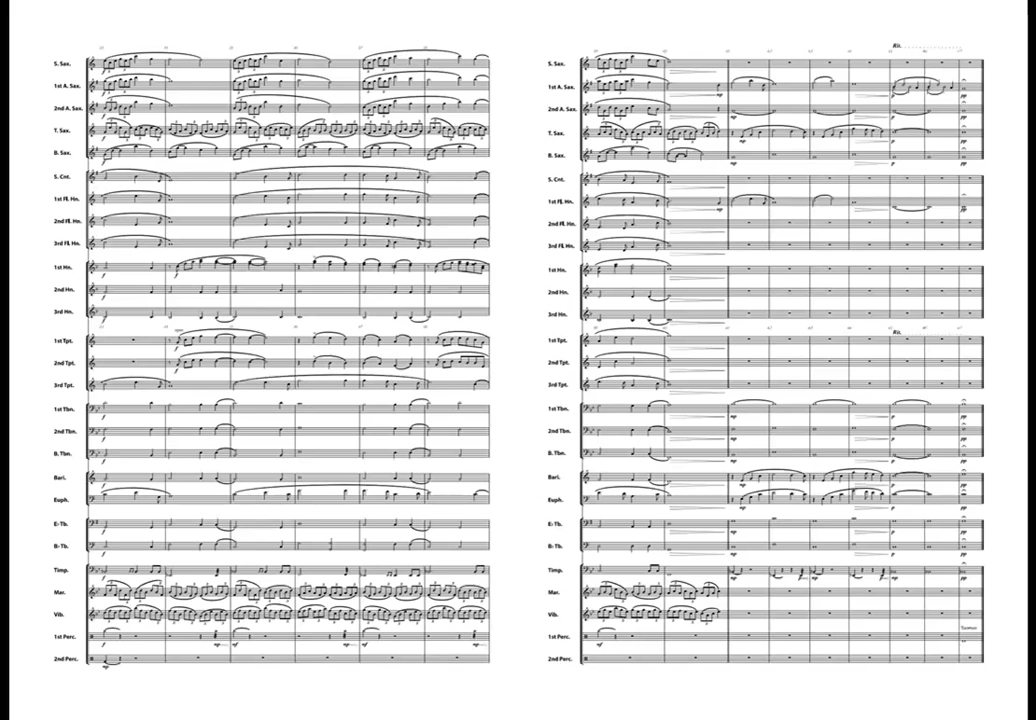 S. Sax.
1st A. Sax.
2nd A. Sax.
T. Sax.
B. Sax.
S. Cnt.
1st Fl. Hn.
2nd Fl. Hn.
3rd Fl. Hn.
1st Hn.
2nd Hn.
3rd Hn.
1st Tpt.
2nd Tpt.
3rd Tpt.
1st Tbn.
2nd Tbn.
B. Tbn.
Bari.
Euph.
E♭ Tb.
B♭ Tb.
Timp.
Mar.
Vib.
1st Perc.
2nd Perc.
Rit.
S. Sax.
1st A. Sax.
2nd A. Sax.
T. Sax.
B. Sax.
S. Cnt.
1st Fl. Hn.
2nd Fl. Hn.
3rd Fl. Hn.
1st Hn.
2nd Hn.
3rd Hn.
Rit.
1st Tpt.
2nd Tpt.
3rd Tpt.
1st Tbn.
2nd Tbn.
B. Tbn.
Bari.
Euph.
E♭ Tb.
B♭ Tb.
Timp.
Mar.
Vib.
1st Perc.
2nd Perc.